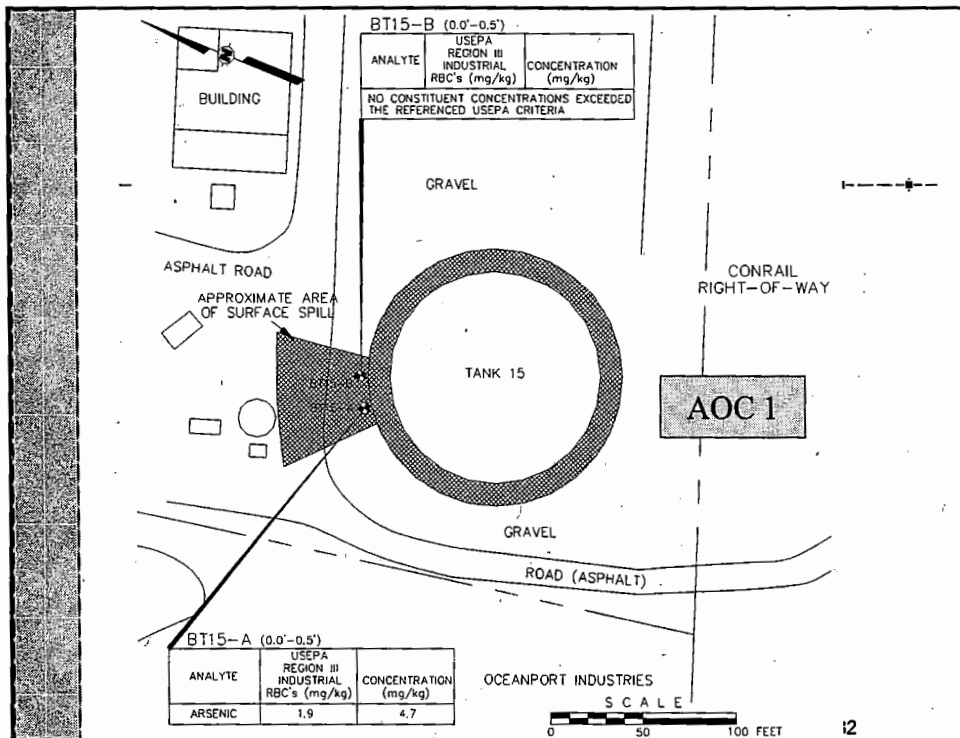 BT15-B (0.0'-0.5')
ANALYTE
USEPA
REGION III
INDUSTRIAL
RBC's (mg/kg)
CONCENTRATION
(mg/kg)
NO CONSTITUENT CONCENTRATIONS EXCEEDED
THE REFERENCED USEPA CRITERIA
N
BUILDING
GRAVEL
ASPHALT ROAD
CONRAIL
RIGHT-OF-WAY
APPROXIMATE AREA
OF SURFACE SPILL
TANK 15
AOC 1
GRAVEL
ROAD (ASPHALT)
BT15-A (0.0'-0.5')
ANALYTE
USEPA
REGION III
INDUSTRIAL
RBC's (mg/kg)
CONCENTRATION
(mg/kg)
ARSENIC 1.9 4.7
OCEANPORT INDUSTRIES
SCALE
0 50 100 FEET
12